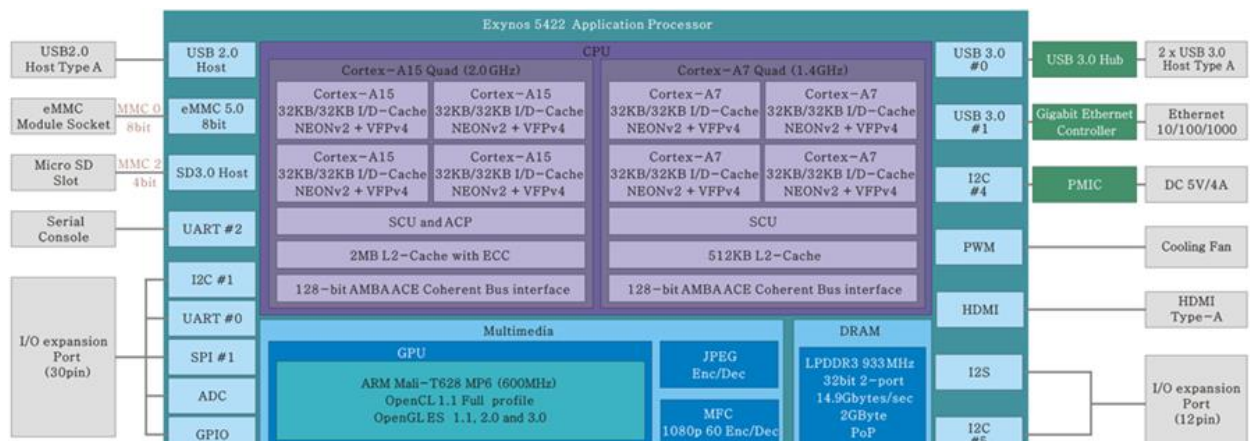 Exynos 5422 Application Processor
USB2.0
Host Type A
eMMC
Module Socket
Micro SD
Slot
Serial
Console
I/O expansion
Port
(30pin)
MMC 0
8bit
MMC 2
4bit
USB 2.0
Host
eMMC 5.0
8bit
SD3.0 Host
UART #2
I2C #1
UART #0
SPI #1
ADC
GPIO
CPU
Cortex-A15 Quad (2.0GHz)
Cortex-A15
32KB/32KB I/D-Cache
NEONv2 + VFPv4
Cortex-A15
32KB/32KB I/D-Cache
NEONv2 + VFPv4
Cortex-A15
32KB/32KB I/D-Cache
NEONv2 + VFPv4
Cortex-A15
32KB/32KB I/D-Cache
NEONv2 + VFPv4
SCU and ACP
2MB L2-Cache with ECC
128-bit AMBA ACE Coherent Bus interface
Cortex-A7 Quad (1.4GHz)
Cortex-A7
32KB/32KB I/D-Cache
NEONv2 + VFPv4
Cortex-A7
32KB/32KB I/D-Cache
NEONv2 + VFPv4
Cortex-A7
32KB/32KB I/D-Cache
NEONv2 + VFPv4
Cortex-A7
32KB/32KB I/D-Cache
NEONv2 + VFPv4
SCU
512KB L2-Cache
128-bit AMBA ACE Coherent Bus interface
Multimedia
GPU
ARM Mali-T628 MP6 (600MHz)
OpenCL 1.1 Full profile
OpenGL ES 1.1, 2.0 and 3.0
JPEG
Enc/Dec
MFC
1080p 60 Enc/Dec
DRAM
LPDDR3 933MHz
32bit 2-port
14.9Gbytes/sec
2GByte
PoP
USB 3.0
#0
USB 3.0
#1
I2C
#4
PWM
HDMI
I2S
I2C
#5
USB 3.0 Hub
Gigabit Ethernet
Controller
PMIC
2 x USB 3.0
Host Type A
Ethernet
10/100/1000
DC 5V/4A
Cooling Fan
HDMI
Type-A
I/O expansion
Port
(12pin)